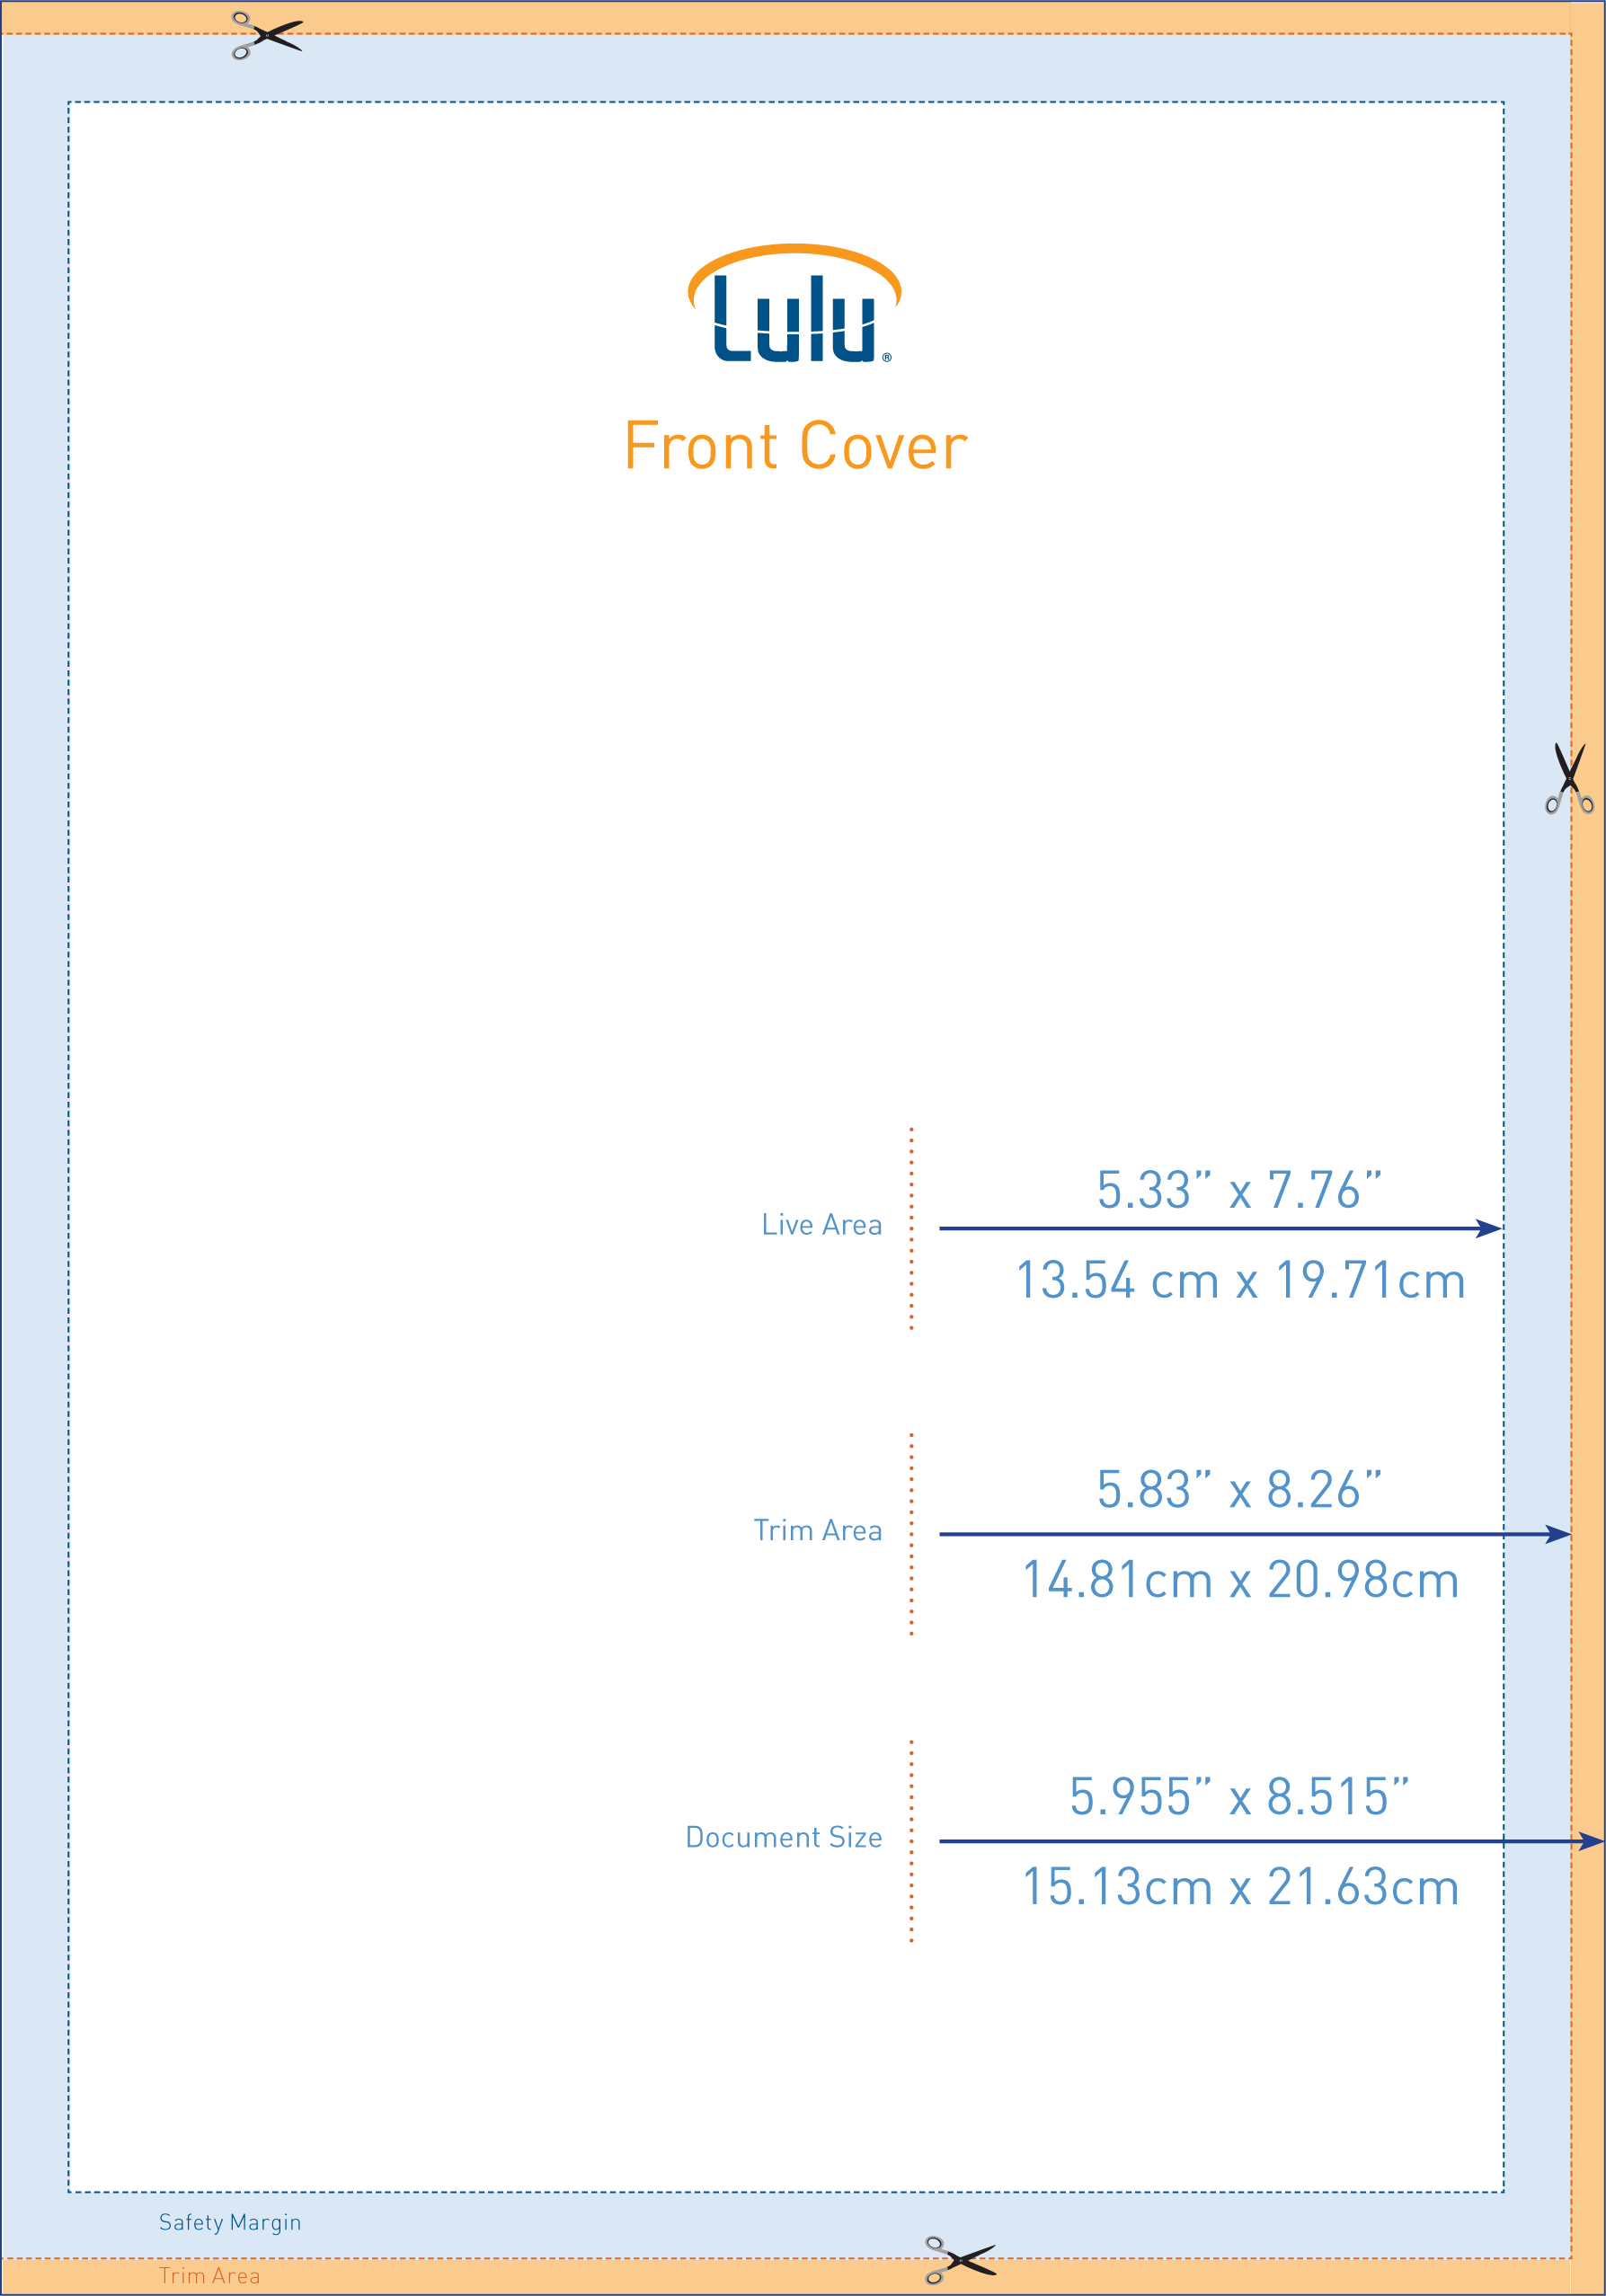 Lulu®
Front Cover
5.33” x 7.76”
Live Area
13.54 cm x 19.71cm
5.83” x 8.26”
Trim Area
14.81cm x 20.98cm
5.955” x 8.515”
Document Size
15.13cm x 21.63cm
Safety Margin
Trim Area